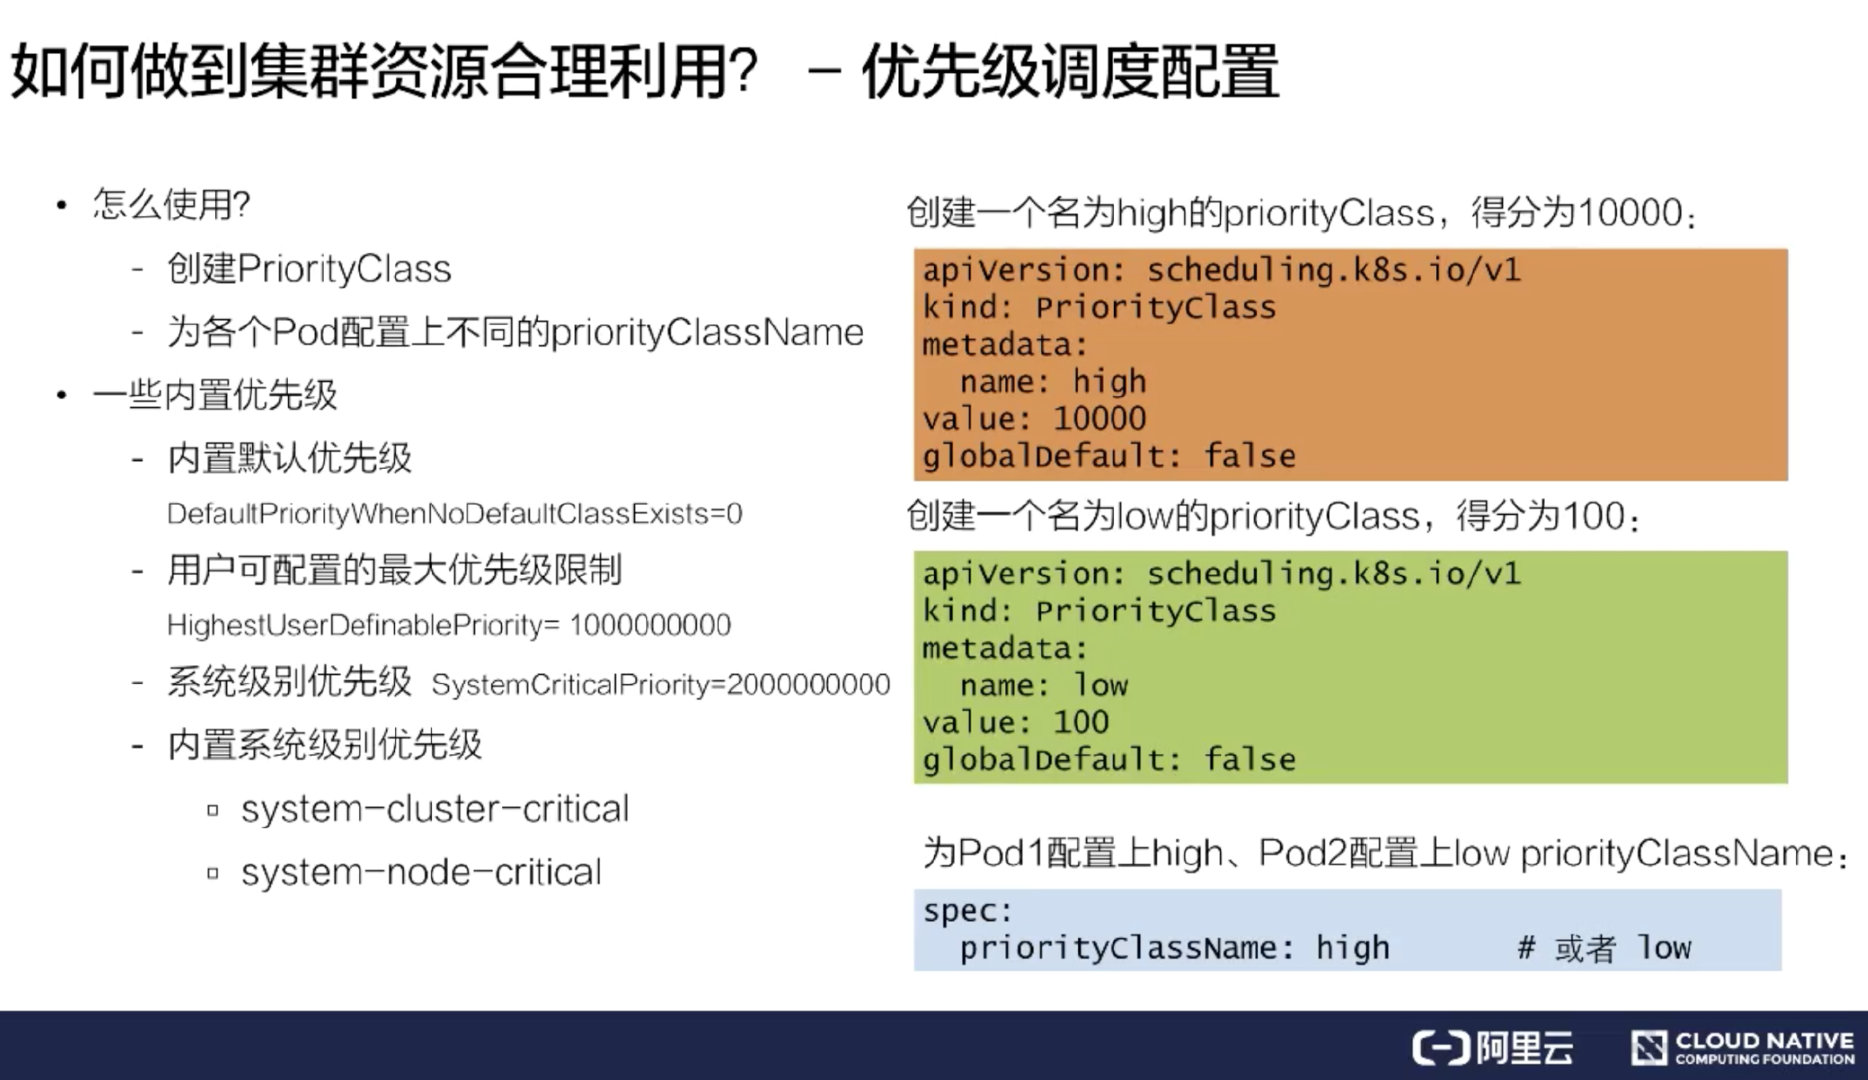 如何做到集群资源合理利用? - 优先级调度配置
• 怎么使用?
- 创建PriorityClass
- 为各个Pod配置上不同的priorityClassName
• 一些内置优先级
- 内置默认优先级
DefaultPriorityWhenNoDefaultClassExists=0
- 用户可配置的最大优先级限制
HighestUserDefinablePriority= 1000000000
- 系统级别优先级 SystemCriticalPriority=2000000000
- 内置系统级别优先级
▫ system-cluster-critical
▫ system-node-critical
创建一个名为high的priorityClass，得分为10000：
apiVersion: scheduling.k8s.io/v1
kind: PriorityClass
metadata:
  name: high
value: 10000
globalDefault: false
创建一个名为low的priorityClass，得分为100：
apiVersion: scheduling.k8s.io/v1
kind: PriorityClass
metadata:
  name: low
value: 100
globalDefault: false
为Pod1配置上high、Pod2配置上low priorityClassName：
spec:
  priorityClassName: high # 或者 low
阿里云
CLOUD NATIVE
COMPUTING FOUNDATION